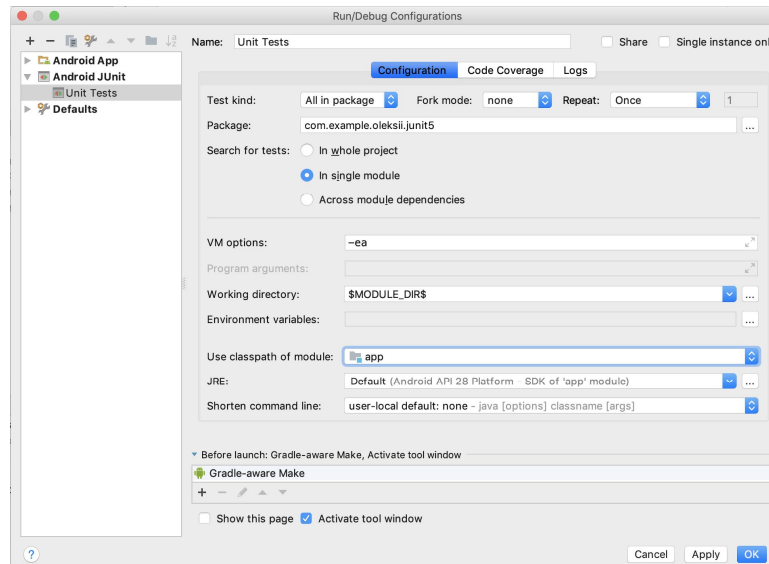 Run/Debug Configurations
Name: Unit Tests Share Single instance onl
Android App
Android JUnit
Unit Tests
Defaults
Configuration Code Coverage Logs
Test kind: All in package Fork mode: none Repeat: Once 1
Package: com.example.oleksii.junit5 ...
Search for tests: In whole project
In single module
Across module dependencies
VM options: -ea
Program arguments:
Working directory: $MODULE_DIR$ ...
Environment variables: ...
Use classpath of module: app
JRE: Default (Android API 28 Platform - SDK of 'app' module) ...
Shorten command line: user-local default: none - java [options] classname [args]
Before launch: Gradle-aware Make, Activate tool window
Gradle-aware Make
Show this page Activate tool window
? Cancel Apply OK